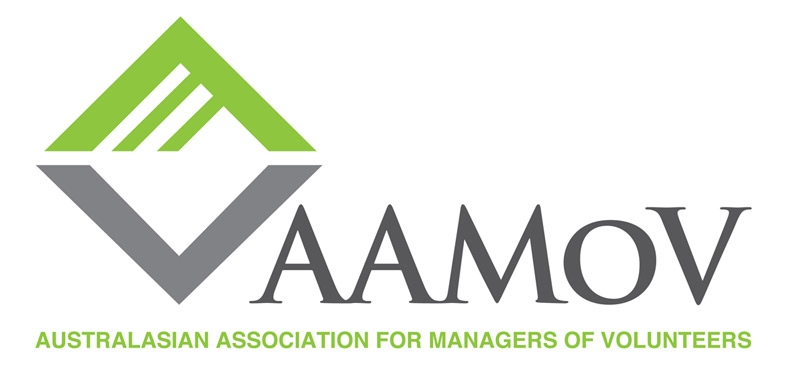 AAMoV
AUSTRALASIAN ASSOCIATION FOR MANAGERS OF VOLUNTEERS